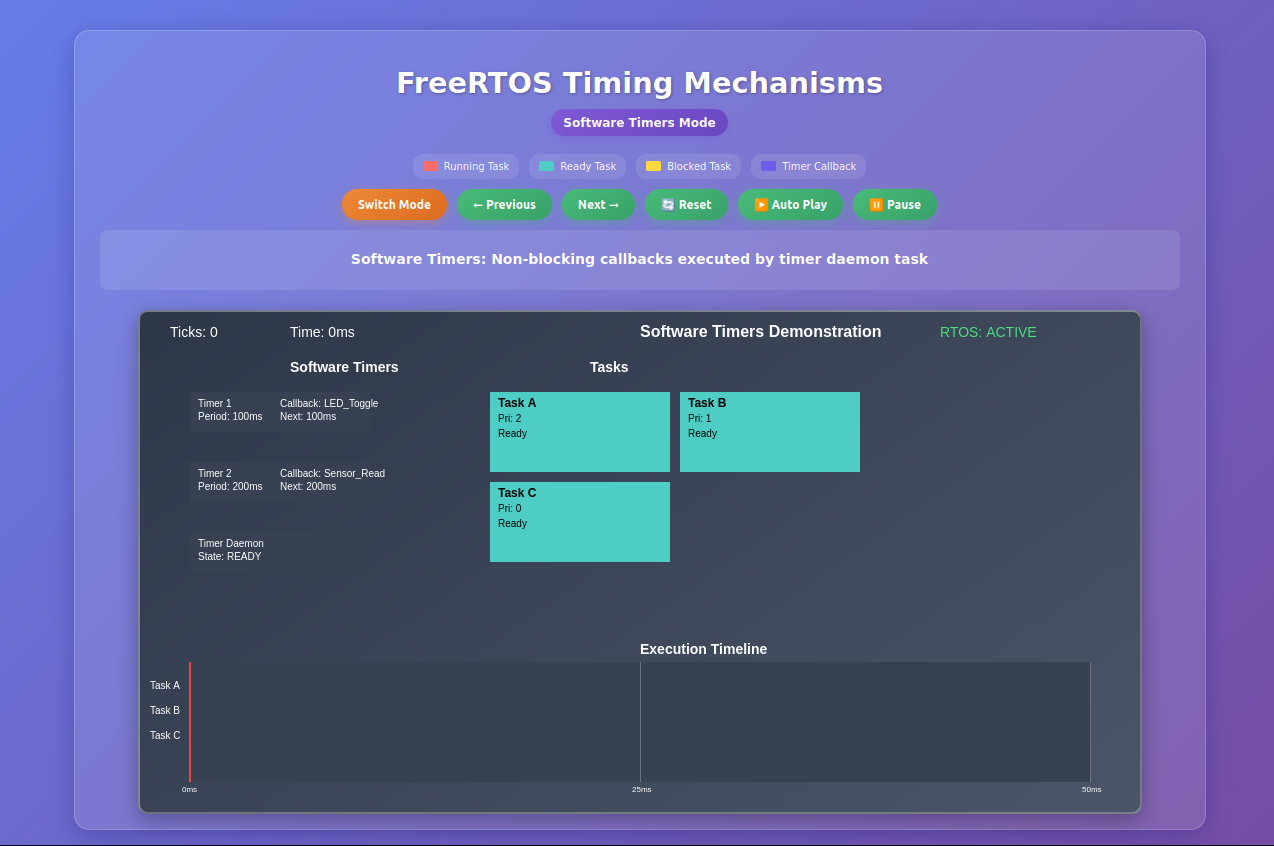 FreeRTOS Timing Mechanisms
Software Timers Mode
Running Task Ready Task Blocked Task Timer Callback
Switch Mode ← Previous Next → 🔄 Reset ▶️ Auto Play ⏸️ Pause
Software Timers: Non-blocking callbacks executed by timer daemon task
Ticks: 0 Time: 0ms Software Timers Demonstration RTOS: ACTIVE
Software Timers Tasks
Timer 1 Callback: LED_Toggle
Period: 100ms Next: 100ms
Timer 2 Callback: Sensor_Read
Period: 200ms Next: 200ms
Timer Daemon
State: READY
Task A
Pri: 2
Ready
Task B
Pri: 1
Ready
Task C
Pri: 0
Ready
Execution Timeline
Task A
Task B
Task C
0ms 25ms 50ms